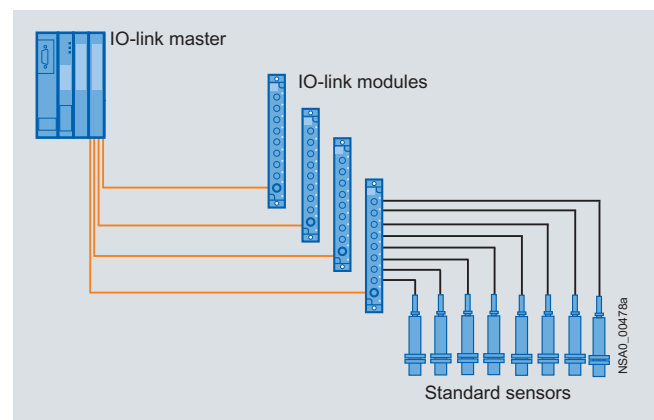 IO-link master
IO-link modules
Standard sensors
NSA0_00478a